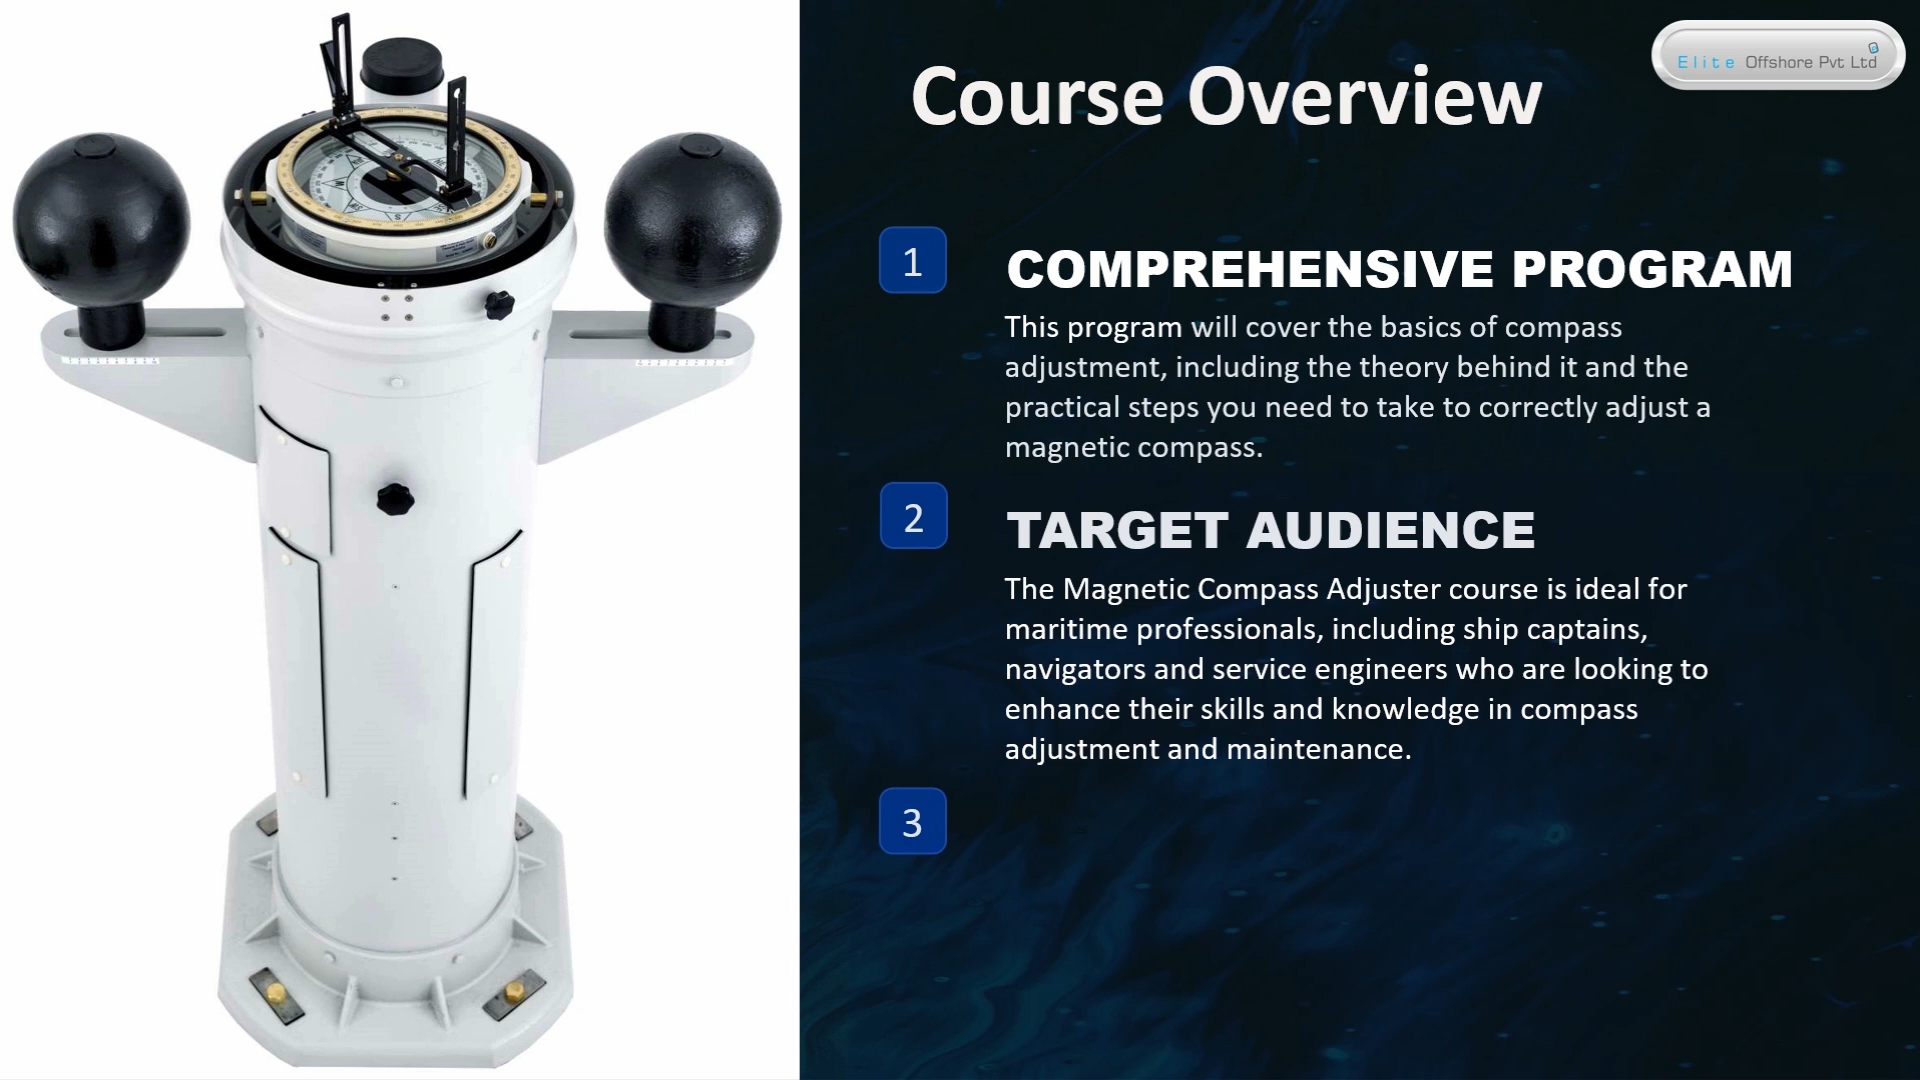 Course Overview
Elite Offshore Pvt Ltd
1
COMPREHENSIVE PROGRAM
This program will cover the basics of compass
adjustment, including the theory behind it and the
practical steps you need to take to correctly adjust a
magnetic compass.
2
TARGET AUDIENCE
The Magnetic Compass Adjuster course is ideal for
maritime professionals, including ship captains,
navigators and service engineers who are looking to
enhance their skills and knowledge in compass
adjustment and maintenance.
3
W
S